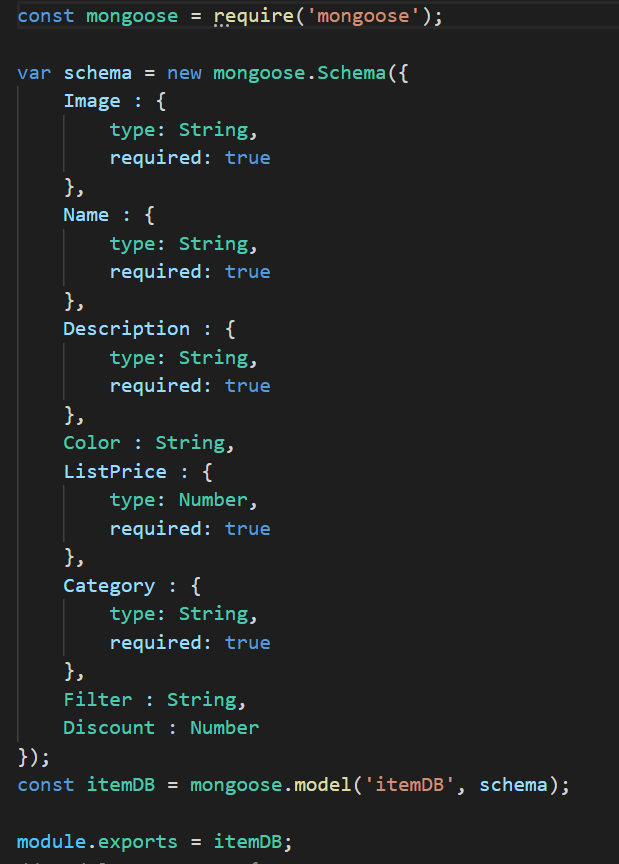 const mongoose = require('mongoose');
var schema = new mongoose.Schema({
Image : {
type: String,
required: true
},
Name : {
type: String,
required: true
},
Description : {
type: String,
required: true
},
Color : String,
ListPrice : {
type: Number,
required: true
},
Category : {
type: String,
required: true
},
Filter : String,
Discount : Number
});
const itemDB = mongoose.model('itemDB', schema);
module.exports = itemDB;